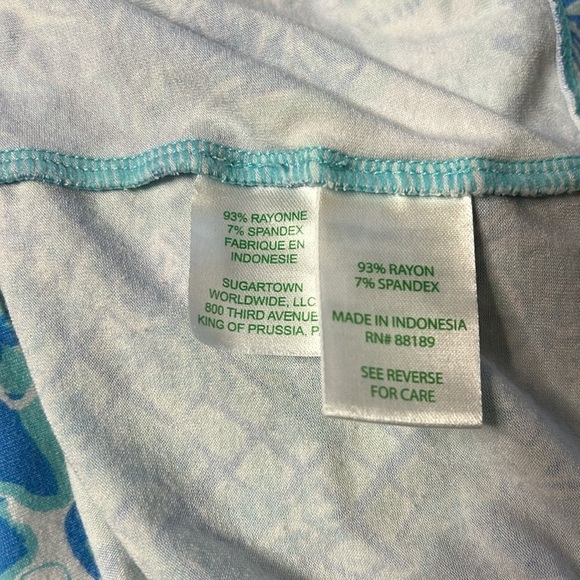 93% RAYONNE
7% SPANDEX
FABRIQUE EN
INDONESIE
SUGARTOWN
WORLDWIDE, LLC
800 THIRD AVENUE
KING OF PRUSSIA, P
93% RAYON
7% SPANDEX
MADE IN INDONESIA
RN# 88189
SEE REVERSE
FOR CARE